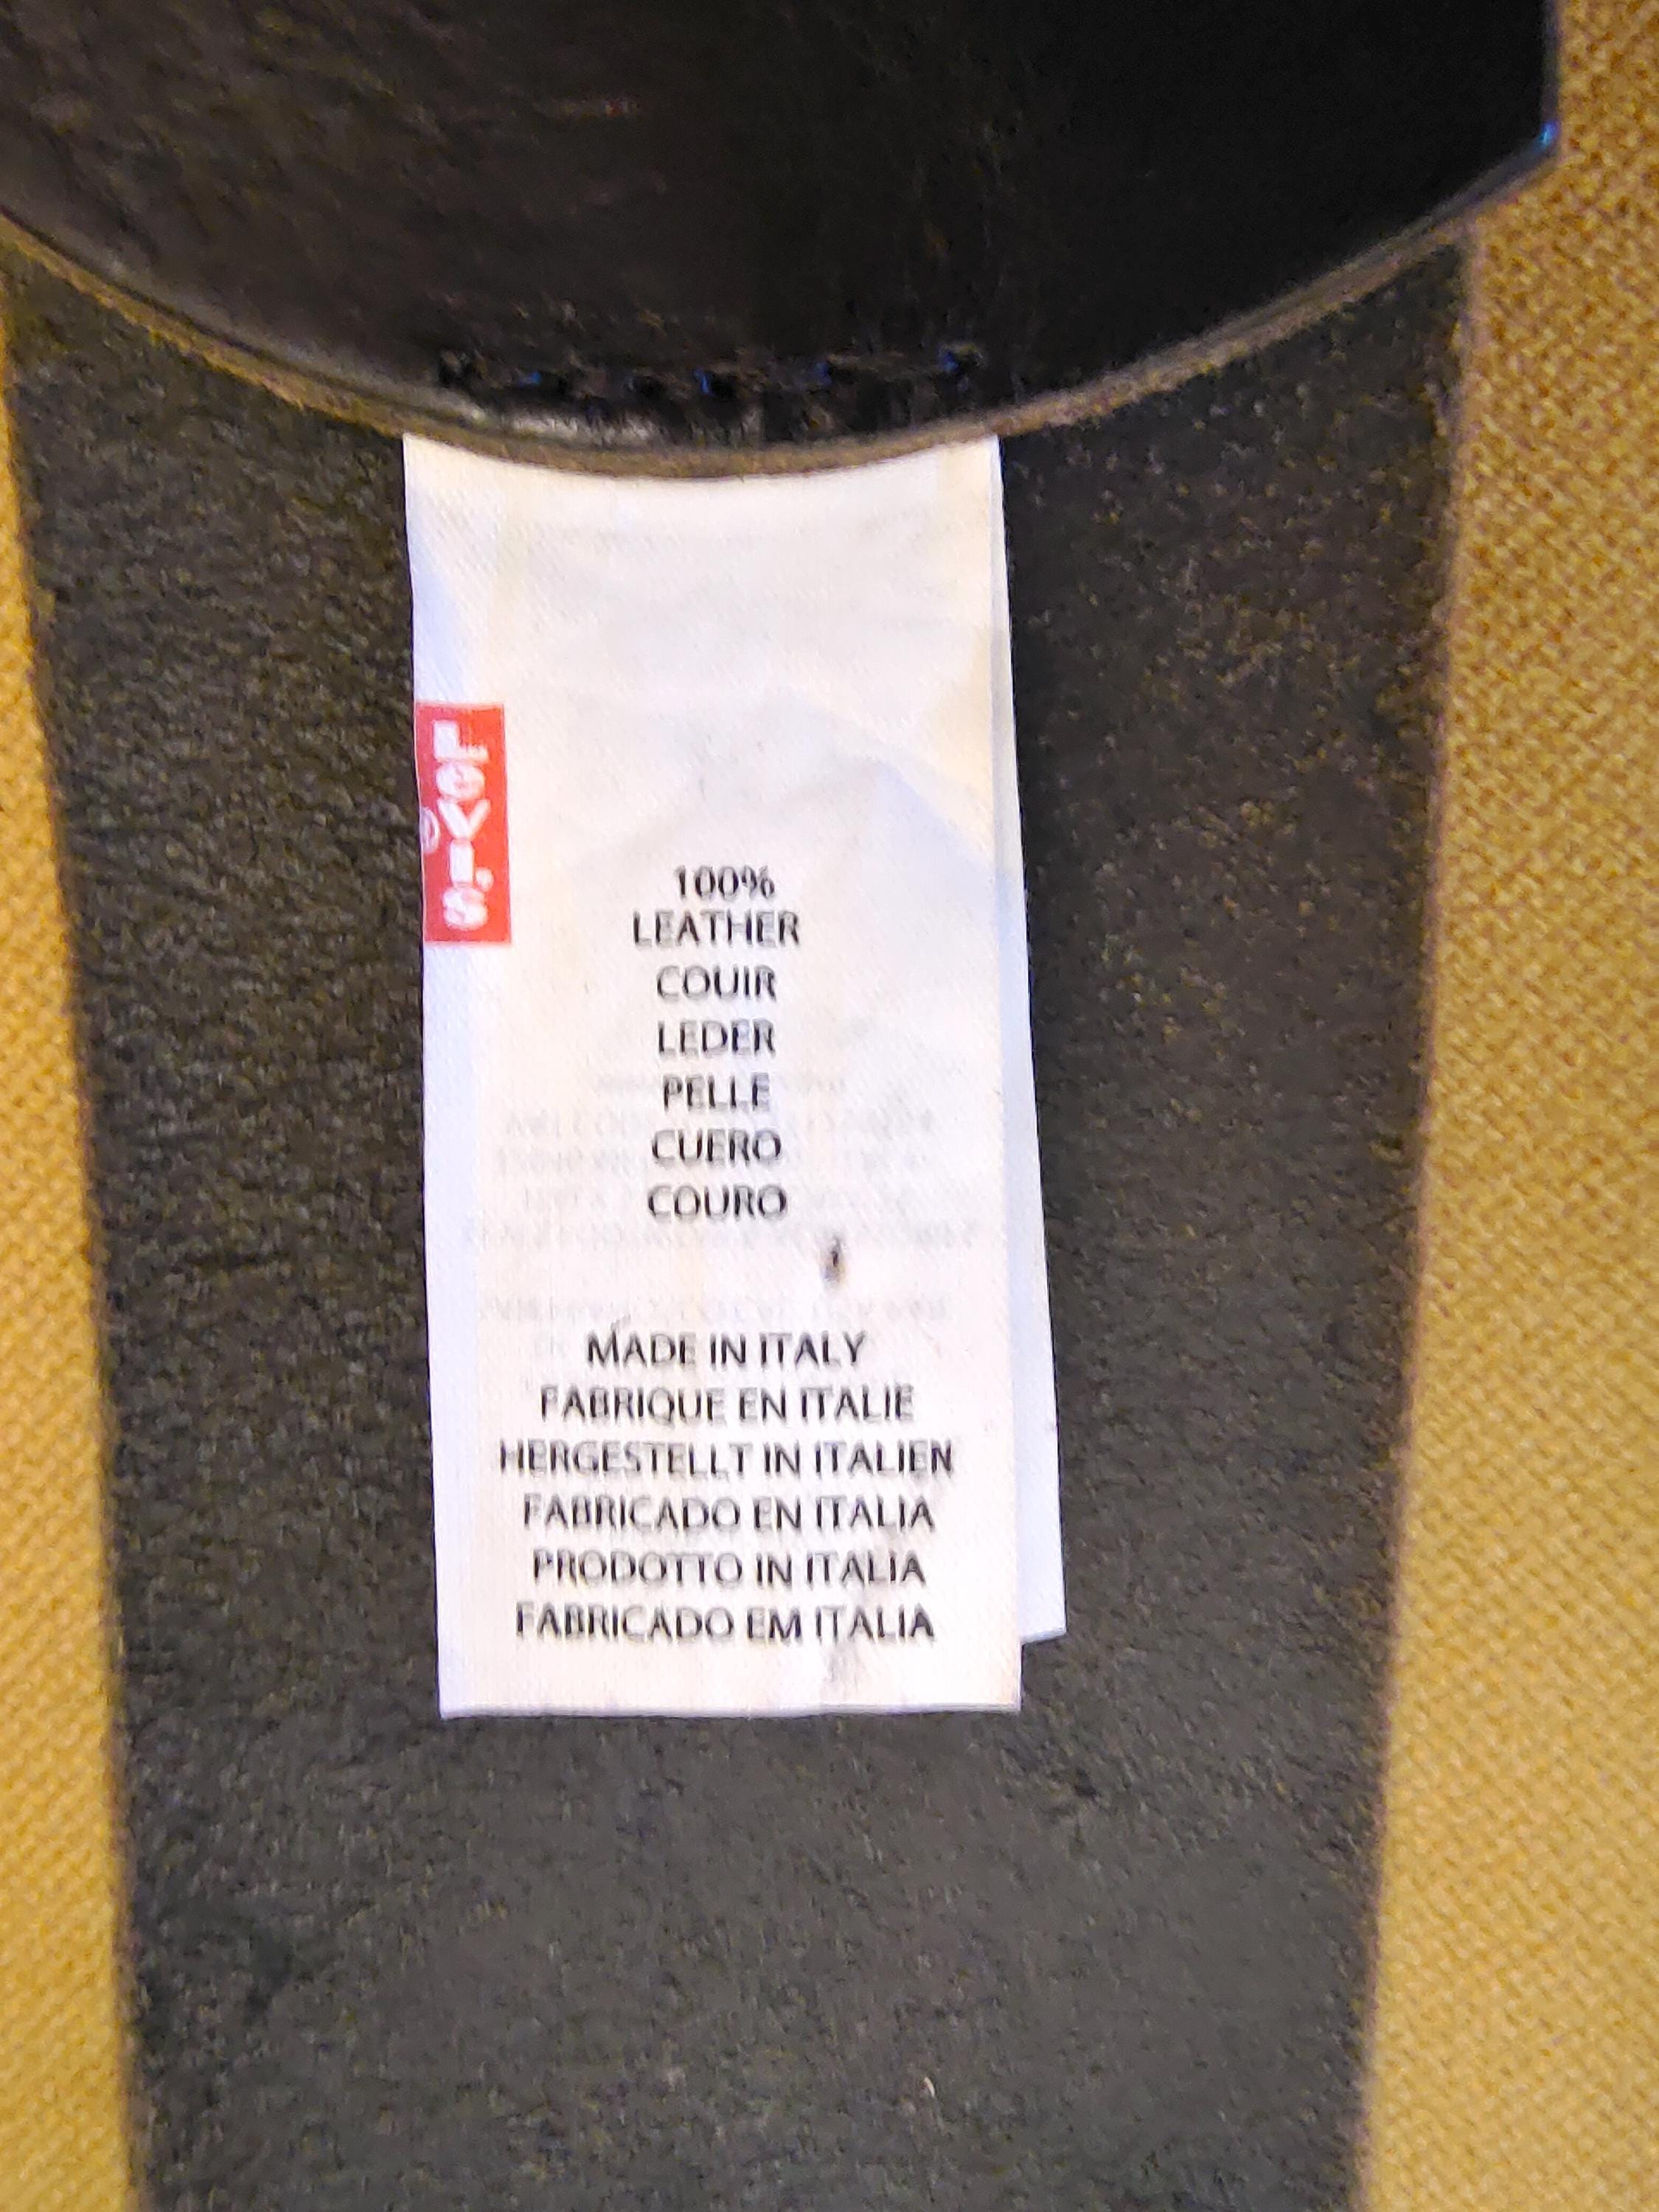 Levi's
®
100%
LEATHER
COUIR
LEDER
PELLE
CUERO
COURO
MADE IN ITALY
FABRIQUE EN ITALIE
HERGESTELLT IN ITALIEN
FABRICADO EN ITALIA
PRODOTTO IN ITALIA
FABRICADO EM ITALIA